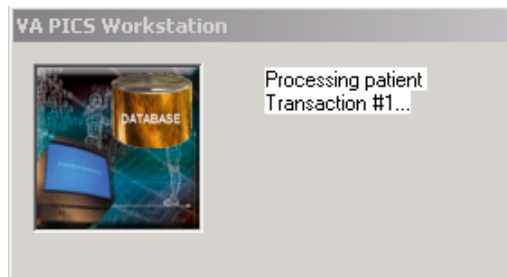 VA PICS Workstation
Processing patient
Transaction #1...
DATABASE